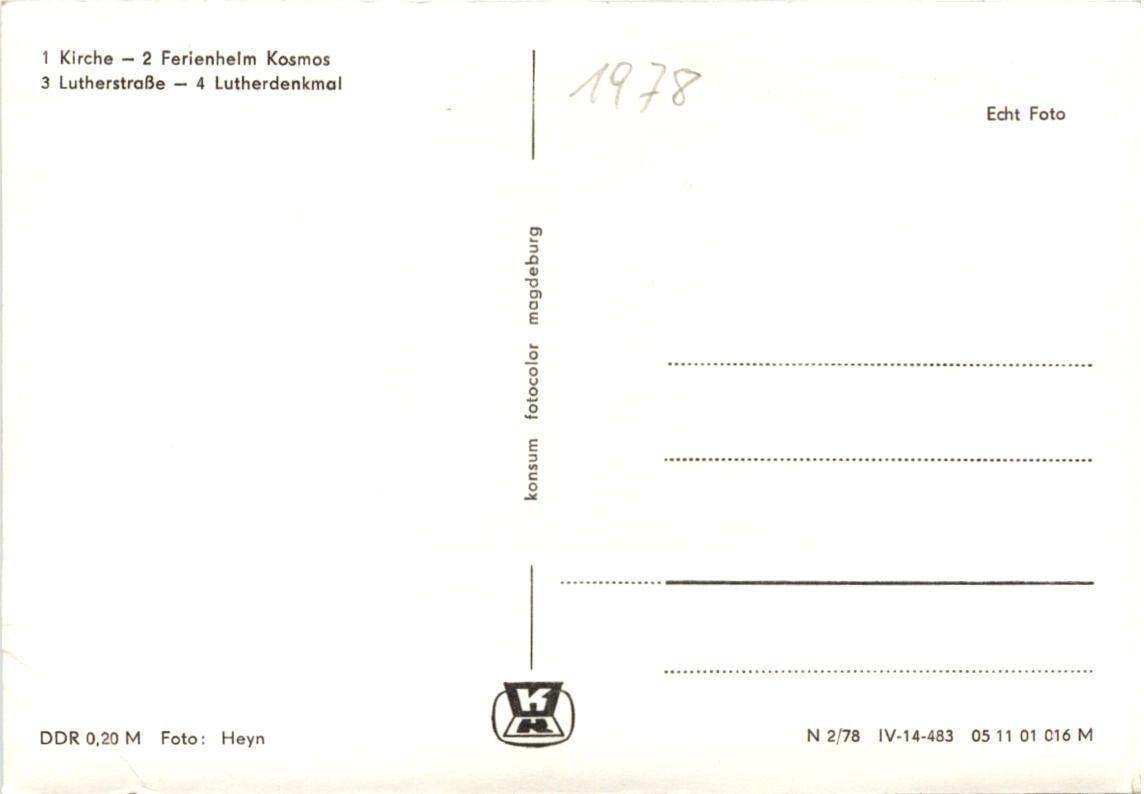 1 Kirche – 2 Ferienheim Kosmos
3 Lutherstraße – 4 Lutherdenkmal
1978
Echt Foto
konsum fotocolor magdeburg
K
DDR 0,20 M Foto: Heyn
N 2/78 IV-14-483 05 11 01 016 M